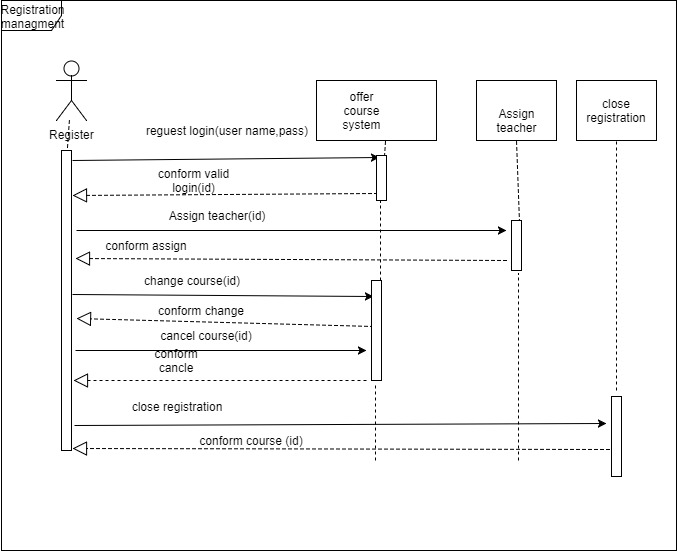 Registration
managment
Register
offer
course
system
Assign
teacher
close
registration
reguest login(user name,pass)
conform valid
login(id)
Assign teacher(id)
conform assign
change course(id)
conform change
cancel course(id)
conform
cancle
close registration
conform course (id)